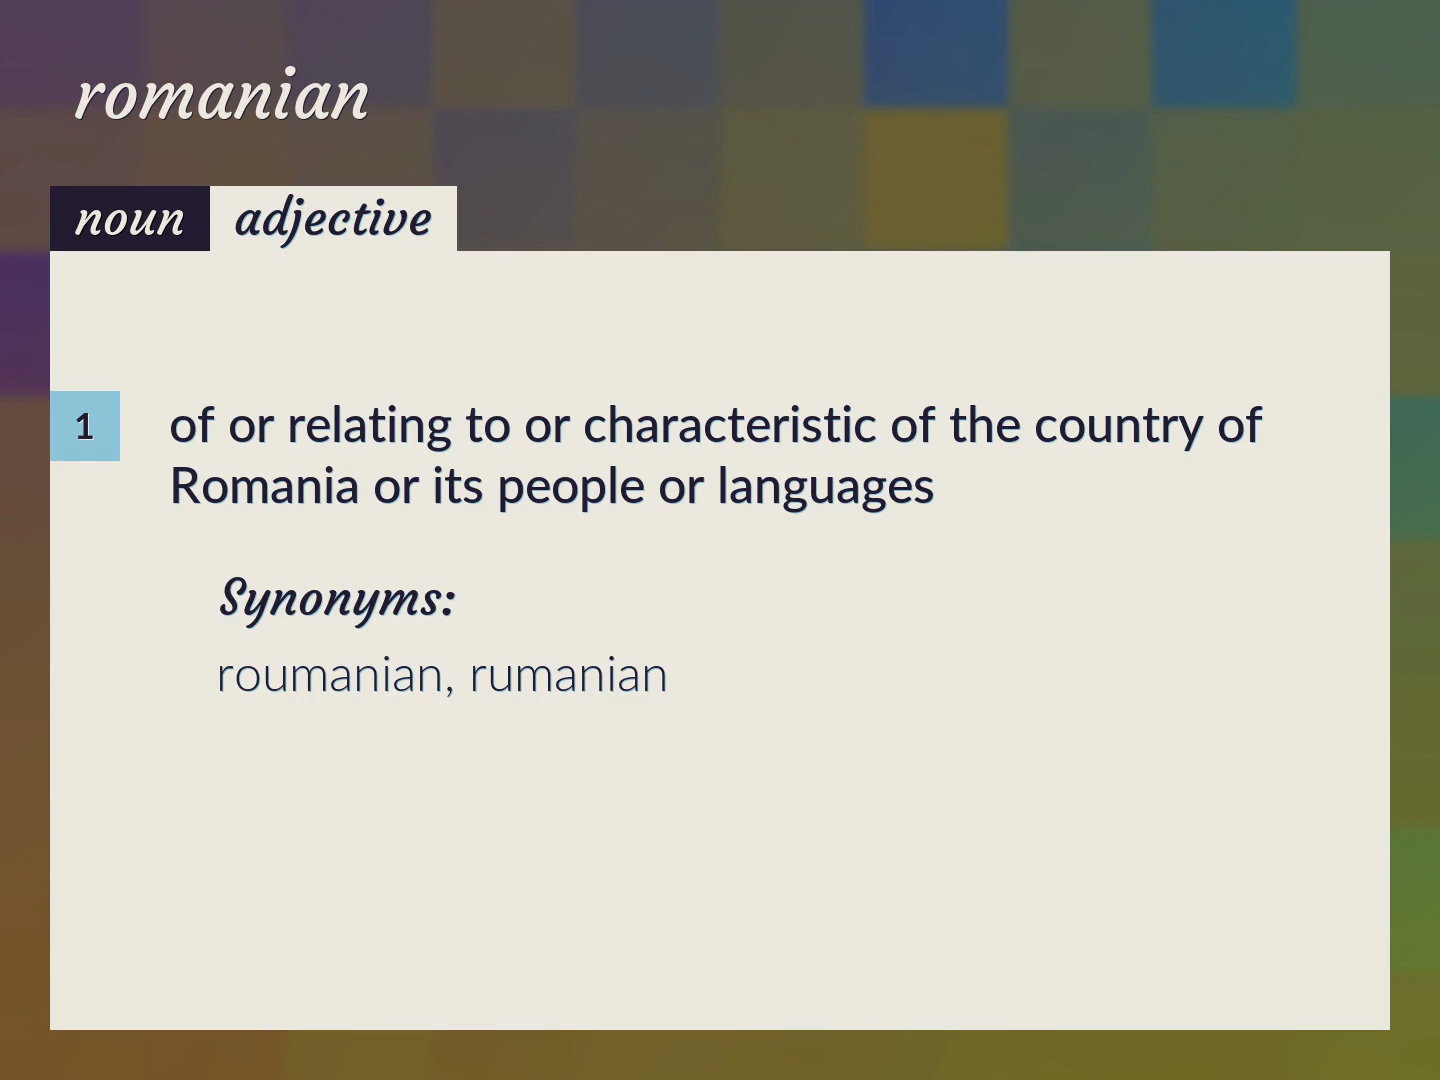 romanian
noun adjective
1 of or relating to or characteristic of the country of
Romania or its people or languages
Synonyms:
roumanian, rumanian